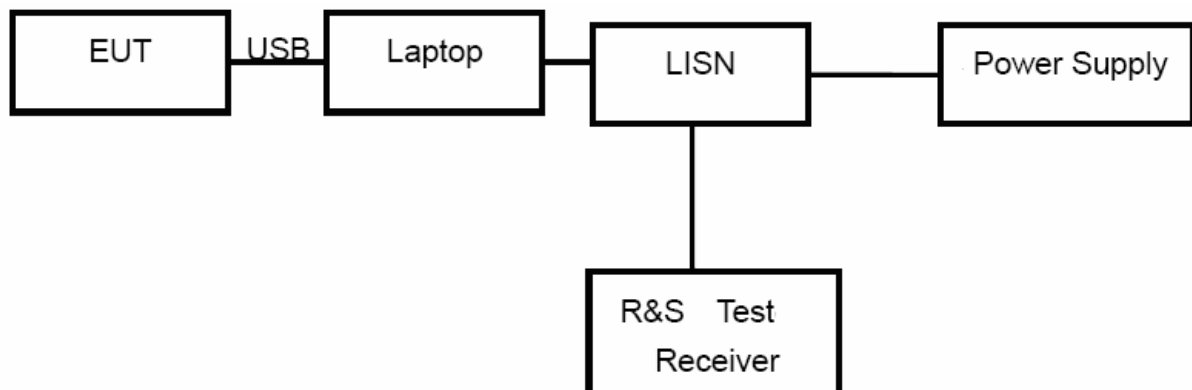 EUT
USB
Laptop
LISN
Power Supply
R&S Test
Receiver